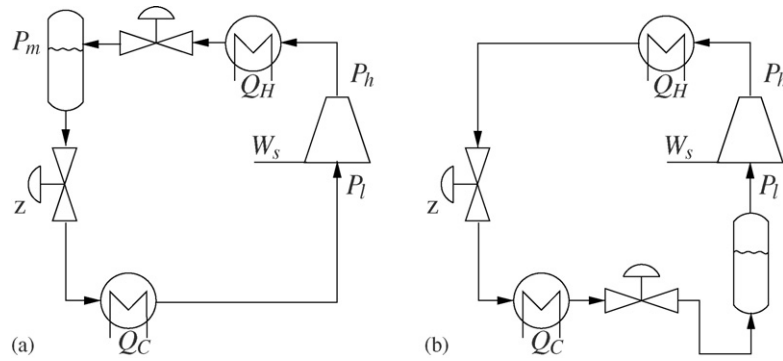 P_m
Q_H
P_h
W_s
P_l
z
Q_C
(a)
Q_H
P_h
W_s
P_l
z
Q_C
(b)